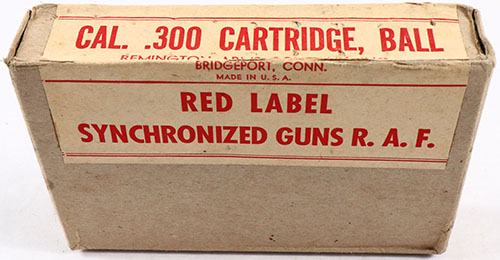 CAL. .300 CARTRIDGE, BALL
REMINGTON
BRIDGEPORT, CONN.
MADE IN U.S.A.
RED LABEL
SYNCHRONIZED GUNS R. A. F.